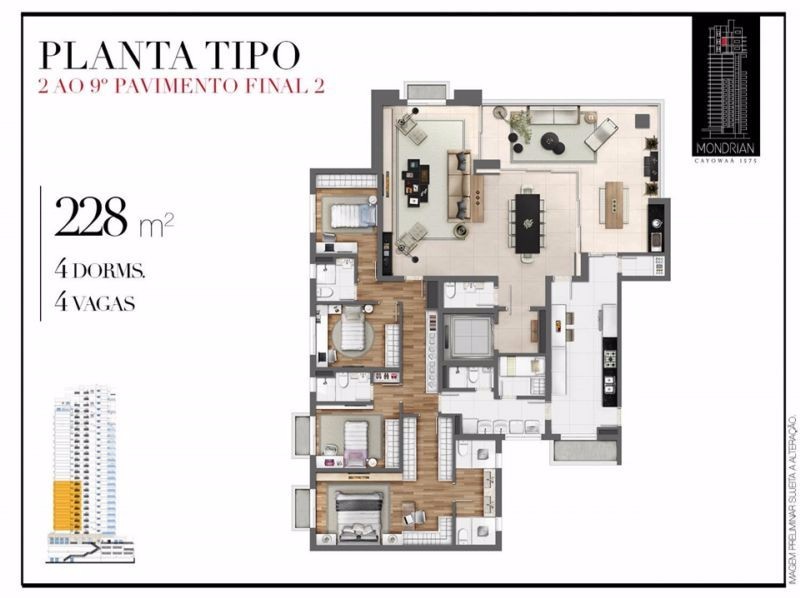 PLANTA TIPO
2 AO 9º PAVIMENTO FINAL 2
228 m²
4 DORMS.
4 VAGAS
MONDRIAN
CAYOWAÁ 1575
IMAGEM PRELIMINAR SUJEITA A ALTERAÇÃO.